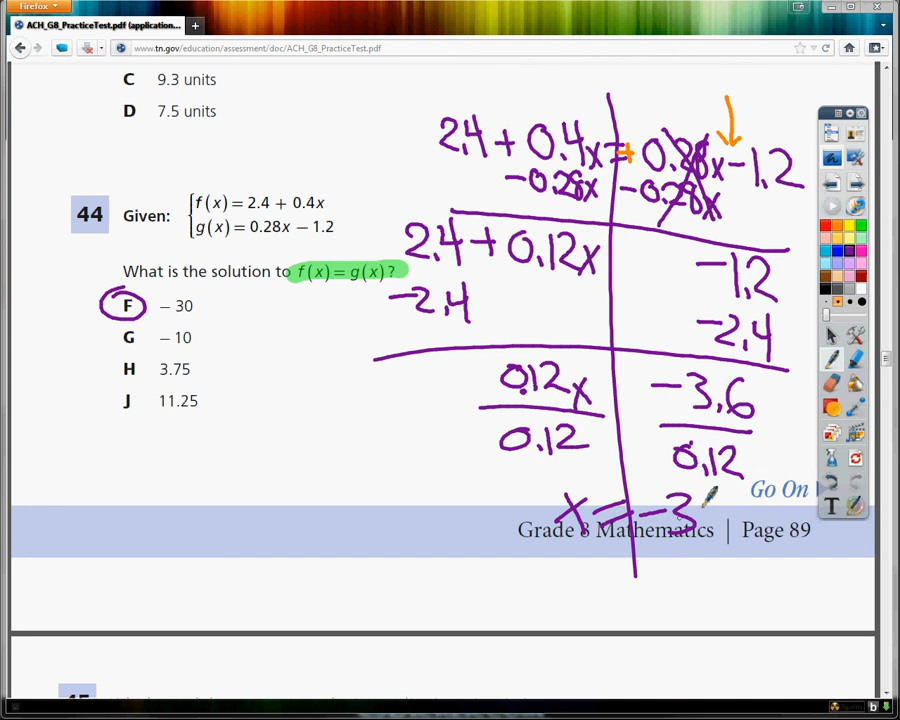 Firefox
ACH_G8_PracticeTest.pdf (application...
www.tn.gov/education/assessment/doc/ACH_G8_PracticeTest.pdf
C 9.3 units
D 7.5 units
44 Given: f(x) = 2.4 + 0.4x
g(x) = 0.28x − 1.2
What is the solution to f(x) = g(x)?
F − 30
G − 10
H 3.75
J 11.25
2.4 + 0.4x = + 0.28x − 1.2
−0.28x −0.28x
2.4 + 0.12x −1.2
−2.4 −2.4
0.12x −3.6
0.12 0.12
x = −3
Go On
Grade 8 Mathematics | Page 89
45